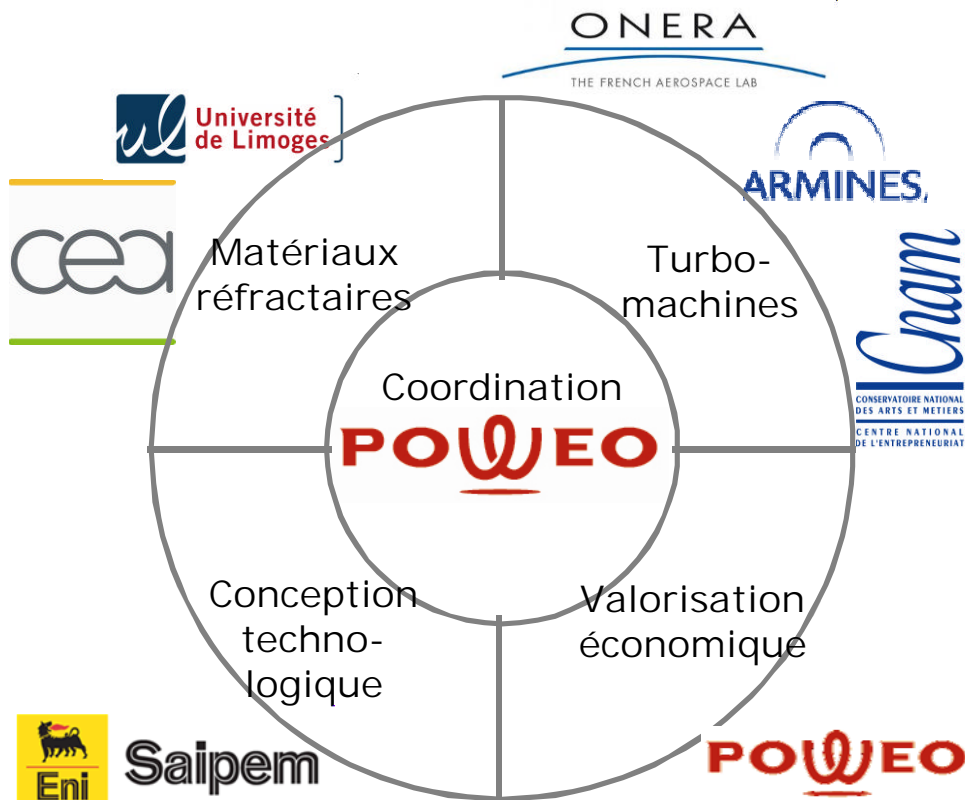 ONERA
THE FRENCH AEROSPACE LAB
ul Université
de Limoges
ARMINES
cea
Matériaux
réfractaires
Turbo-
machines
Cnam
CONSERVATOIRE NATIONAL
DES ARTS ET METIERS
CENTRE NATIONAL
DE L'ENTREPRENEURIAT
Coordination
POWEO
Conception
techno-
logique
Valorisation
économique
Eni
Saipem
POWEO